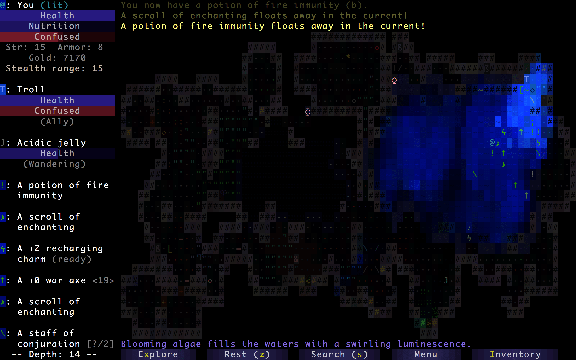 @: You (lit)
Health
Nutrition
Confused
Str: 15 Armor: 8
Gold: 7170
Stealth range: 15
T: Troll
Health
Confused
(Ally)
J: Acidic jelly
Health
(Wandering)
!: A potion of fire
immunity
A scroll of
enchanting
A +2 recharging
charm (ready)
↑: A +0 war axe <19>
A scroll of
enchanting
\: A staff of
conjuration [?/2]
-- Depth: 14 --
You now have a potion of fire immunity (b).
A scroll of enchanting floats away in the current!
A potion of fire immunity floats away in the current!
Blooming algae fills the waters with a swirling luminescence.
Explore Rest (z) Search (s) Menu Inventory